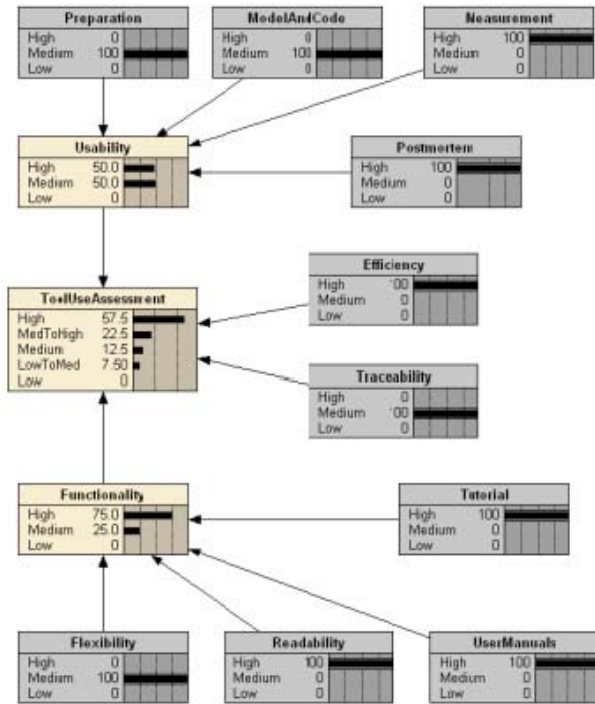 Preparation
High 0
Medium 100
Low 0
ModelAndCode
High 0
Medium 100
Low 0
Measurement
High 100
Medium 0
Low 0
Usability
High 50.0
Medium 50.0
Low 0
Postmortem
High 100
Medium 0
Low 0
Efficiency
High 100
Medium 0
Low 0
ToolUseAssessment
High 57.5
MedToHigh 22.5
Medium 12.5
LowToMed 7.50
Low 0
Traceability
High 0
Medium 100
Low 0
Functionality
High 75.0
Medium 25.0
Low 0
Tutorial
High 100
Medium 0
Low 0
Flexibility
High 0
Medium 100
Low 0
Readability
High 100
Medium 0
Low 0
UserManuals
High 100
Medium 0
Low 0